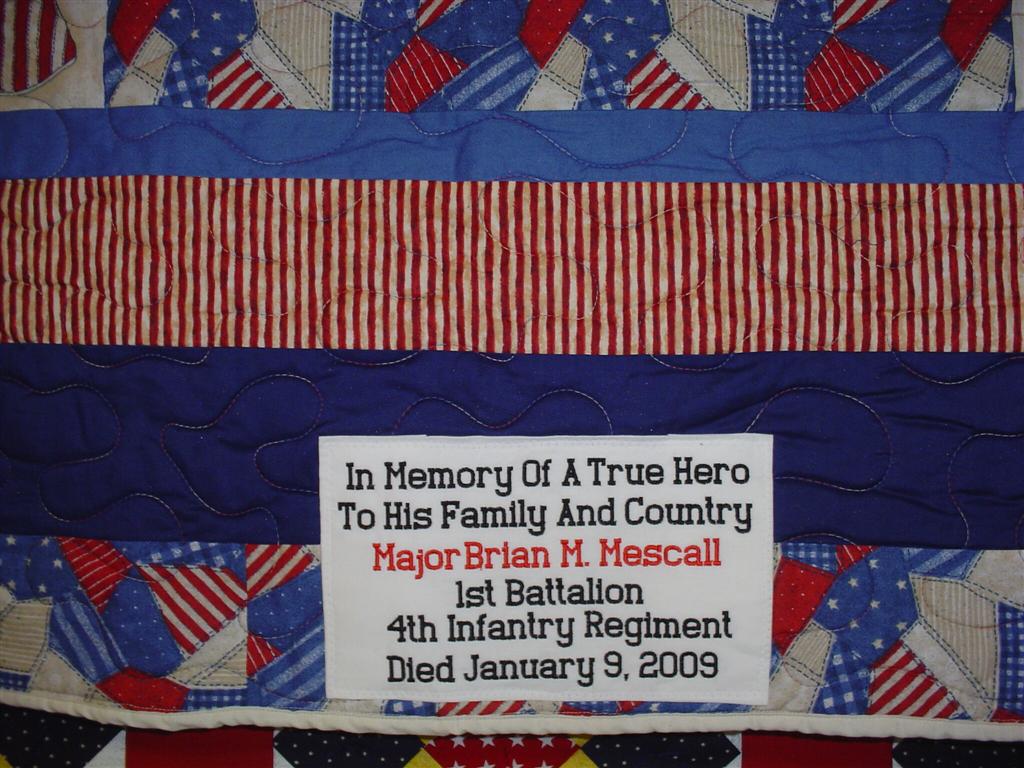 In Memory Of A True Hero
To His Family And Country
Major Brian M. Mescall
1st Battalion
4th Infantry Regiment
Died January 9, 2009